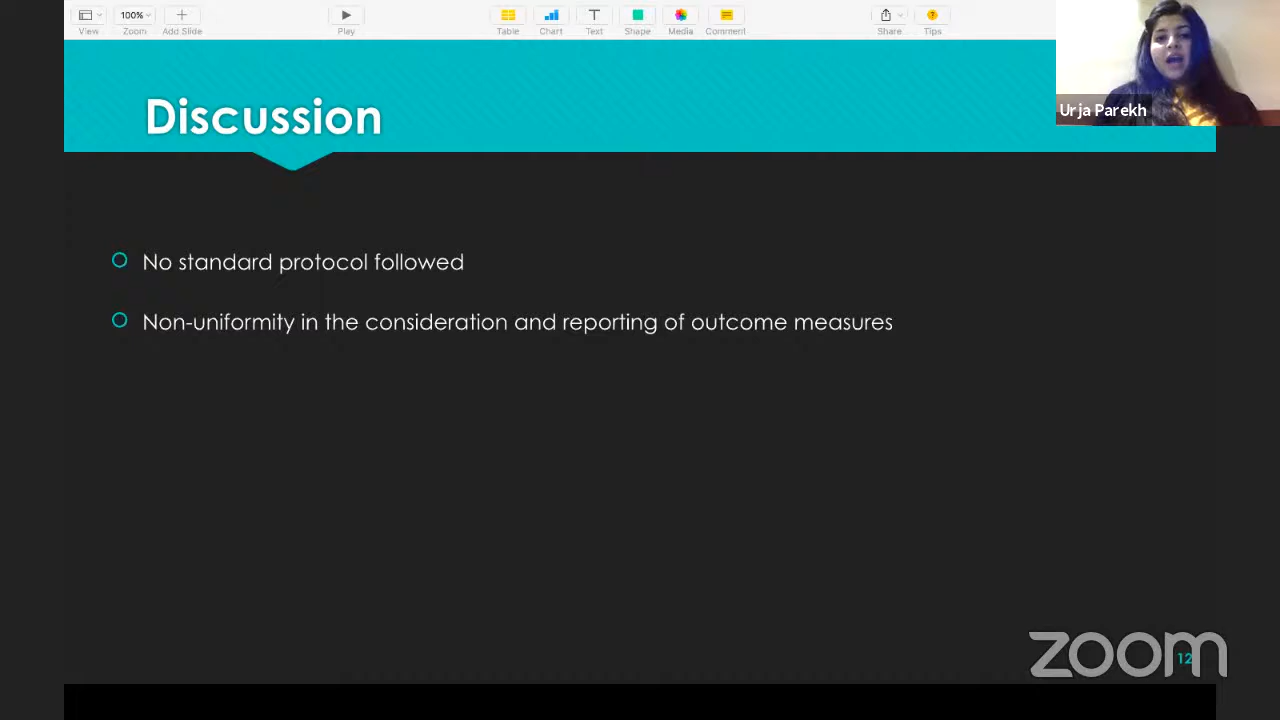 100%
View
Zoom
Add Slide
Play
Table
Chart
Text
Shape
Media
Comment
Share
Tips
Urja Parekh
Discussion
No standard protocol followed
Non-uniformity in the consideration and reporting of outcome measures
zoom
12